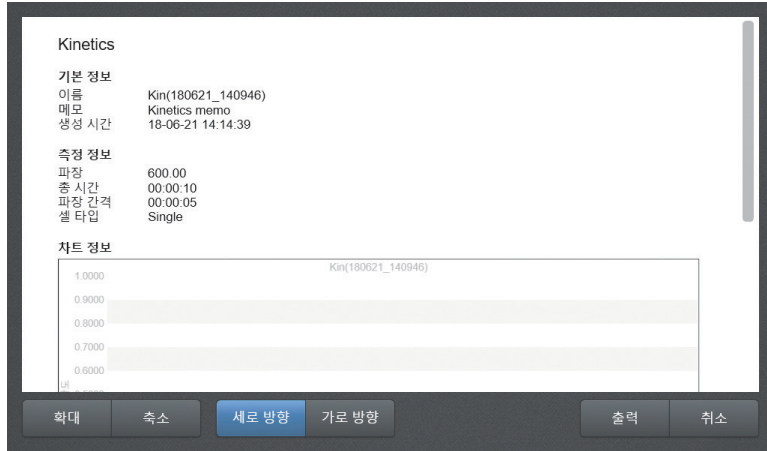 Kinetics
기본 정보
이름 Kin(180621_140946)
메모 Kinetics memo
생성 시간 18-06-21 14:14:39
측정 정보
파장 600.00
총 시간 00:00:10
파장 간격 00:00:05
셀 타입 Single
차트 정보
Kin(180621_140946)
1.0000
0.9000
0.8000
0.7000
0.6000
확대 축소 세로 방향 가로 방향 출력 취소